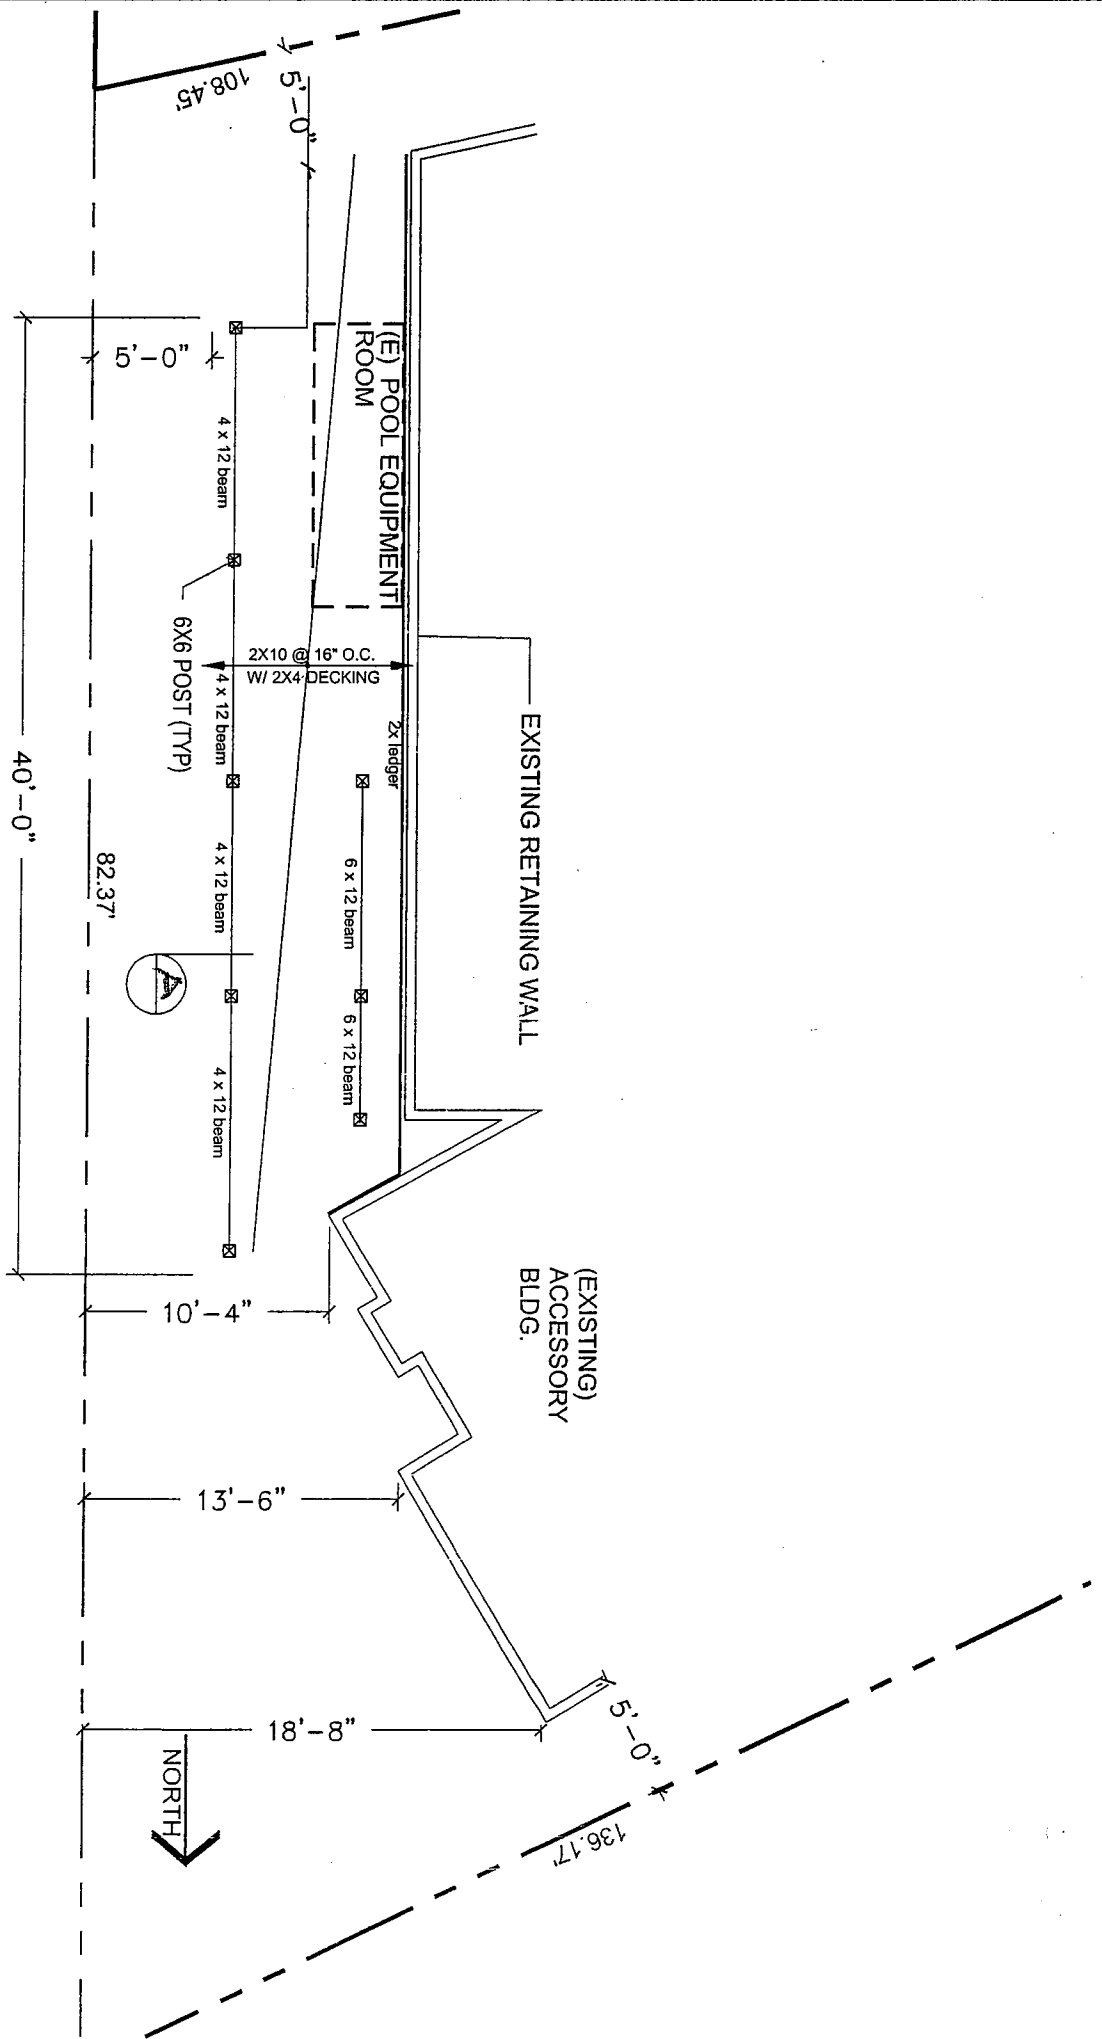 108.45'
5'-0"
5'-0"
(E) POOL EQUIPMENT
ROOM
4 x 12 beam
6X6 POST (TYP)
2X10 @ 16" O.C.
W/ 2X4 DECKING
4 x 12 beam
2x ledger
EXISTING RETAINING WALL
40'-0"
82.37'
4 x 12 beam
6 x 12 beam
A
4 x 12 beam
6 x 12 beam
10'-4"
(EXISTING)
ACCESSORY
BLDG.
13'-6"
18'-8"
5'-0"
NORTH
136.17'